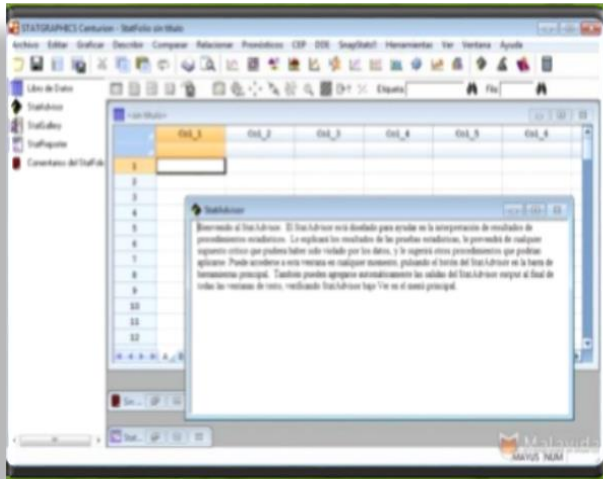 STATGRAPHICS Centurion - StatFolio sin título
Archivo Editar Graficar Describir Comparar Relacionar Pronósticos CEP DDE SnapStats!! Herramientas Ver Ventana Ayuda
Etiqueta: Fila:
Libro de Datos
StatAdvisor
StatGallery
StatReporter
Comentarios del StatFolio
<sin título>
Col_1 Col_2 Col_3 Col_4 Col_5 Col_6
1
2
3
4
5
6
7
8
9
10
11
12
StatAdvisor
Bienvenido al StatAdvisor. El StatAdvisor está diseñado para ayudar en la interpretación de resultados de
procedimientos estadísticos. Le explicará los resultados de las pruebas estadísticas, le prevendrá de cualquier
supuesto crítico que pudiera haber sido violado por los datos, y le sugerirá otros procedimientos que podrían
aplicarse. Puede accederse a esta ventana en cualquier momento, pulsando el botón del StatAdvisor en la barra de
herramientas principal. También pueden agregarse automáticamente las salidas del StatAdvisor output al final de
todas las ventanas de texto, verificando StatAdvisor bajo Ver en el menú principal.
Sin...
Stat...
Malavida
MAYUS NUM